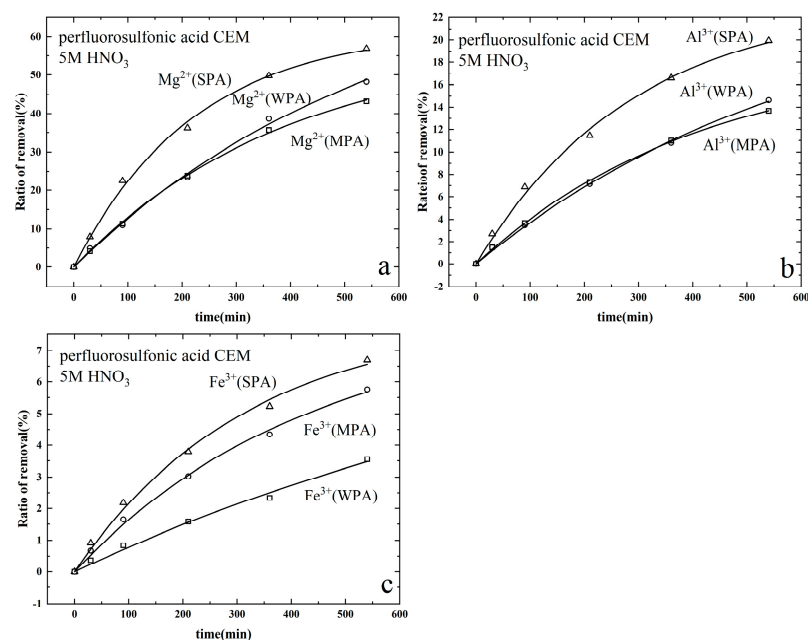 perfluorosulfonic acid CEM
5M HNO₃
Mg²⁺(SPA)
Mg²⁺(WPA)
Mg²⁺(MPA)
Ratio of removal(%)
60
50
40
30
20
10
0
0 100 200 300 400 500 600
time(min)
a
perfluorosulfonic acid CEM
5M HNO₃
Al³⁺(SPA)
Al³⁺(WPA)
Al³⁺(MPA)
Rateioof removal(%)
22
20
18
16
14
12
10
8
6
4
2
0
-2
0 100 200 300 400 500 600
time(min)
b
perfluorosulfonic acid CEM
5M HNO₃
Fe³⁺(SPA)
Fe³⁺(MPA)
Fe³⁺(WPA)
Ratio of removal(%)
7
6
5
4
3
2
1
0
-1
0 100 200 300 400 500 600
time(min)
c